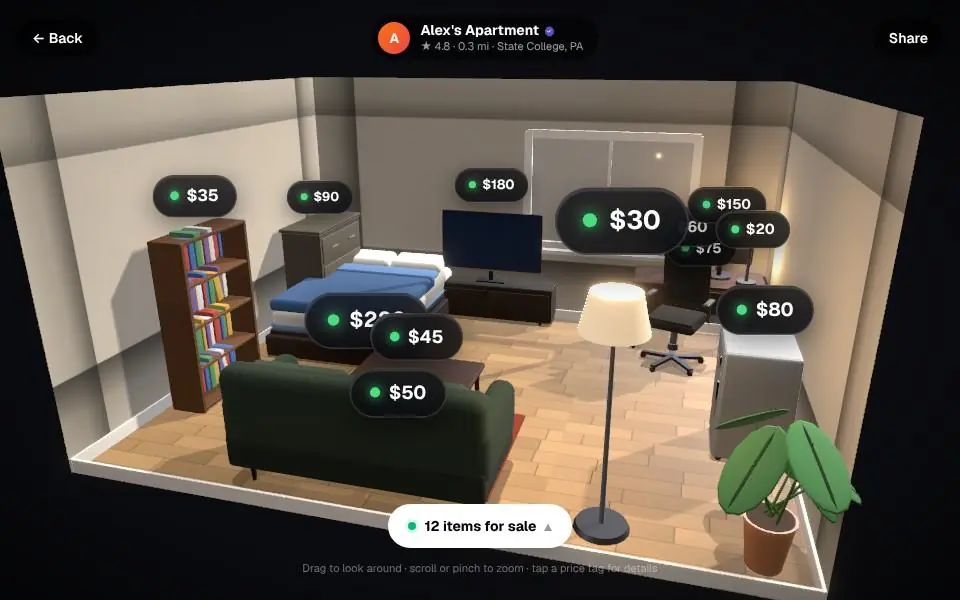 ← Back
A
Alex's Apartment
★ 4.8 · 0.3 mi · State College, PA
Share
$35
$90
$180
$30
$150
60
$20
$75
$80
$45
$50
12 items for sale ▲
Drag to look around · scroll or pinch to zoom · tap a price tag for details